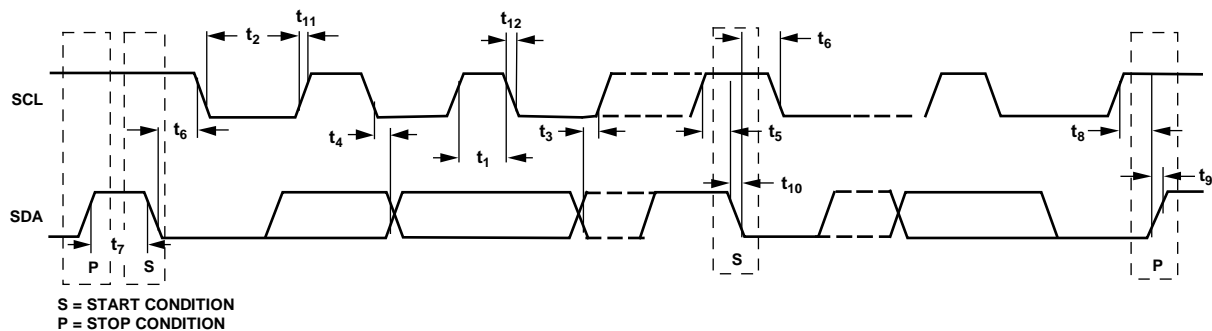 t11
t12
t2
t6
SCL
t6
t4
t3
t5
t8
t1
t10
t9
SDA
t7
P
S
S
P
S = START CONDITION
P = STOP CONDITION